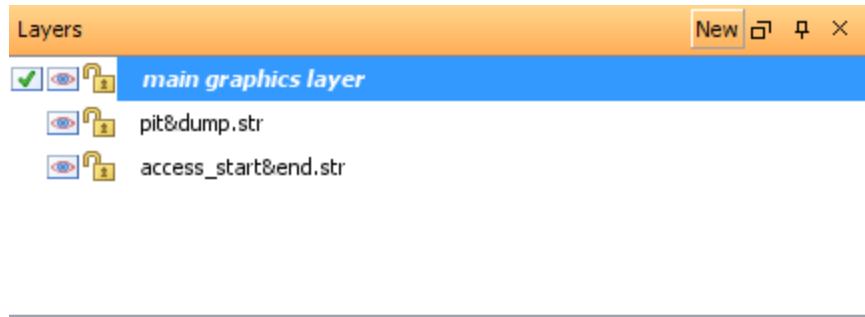 Layers New
main graphics layer
pit&dump.str
access_start&end.str